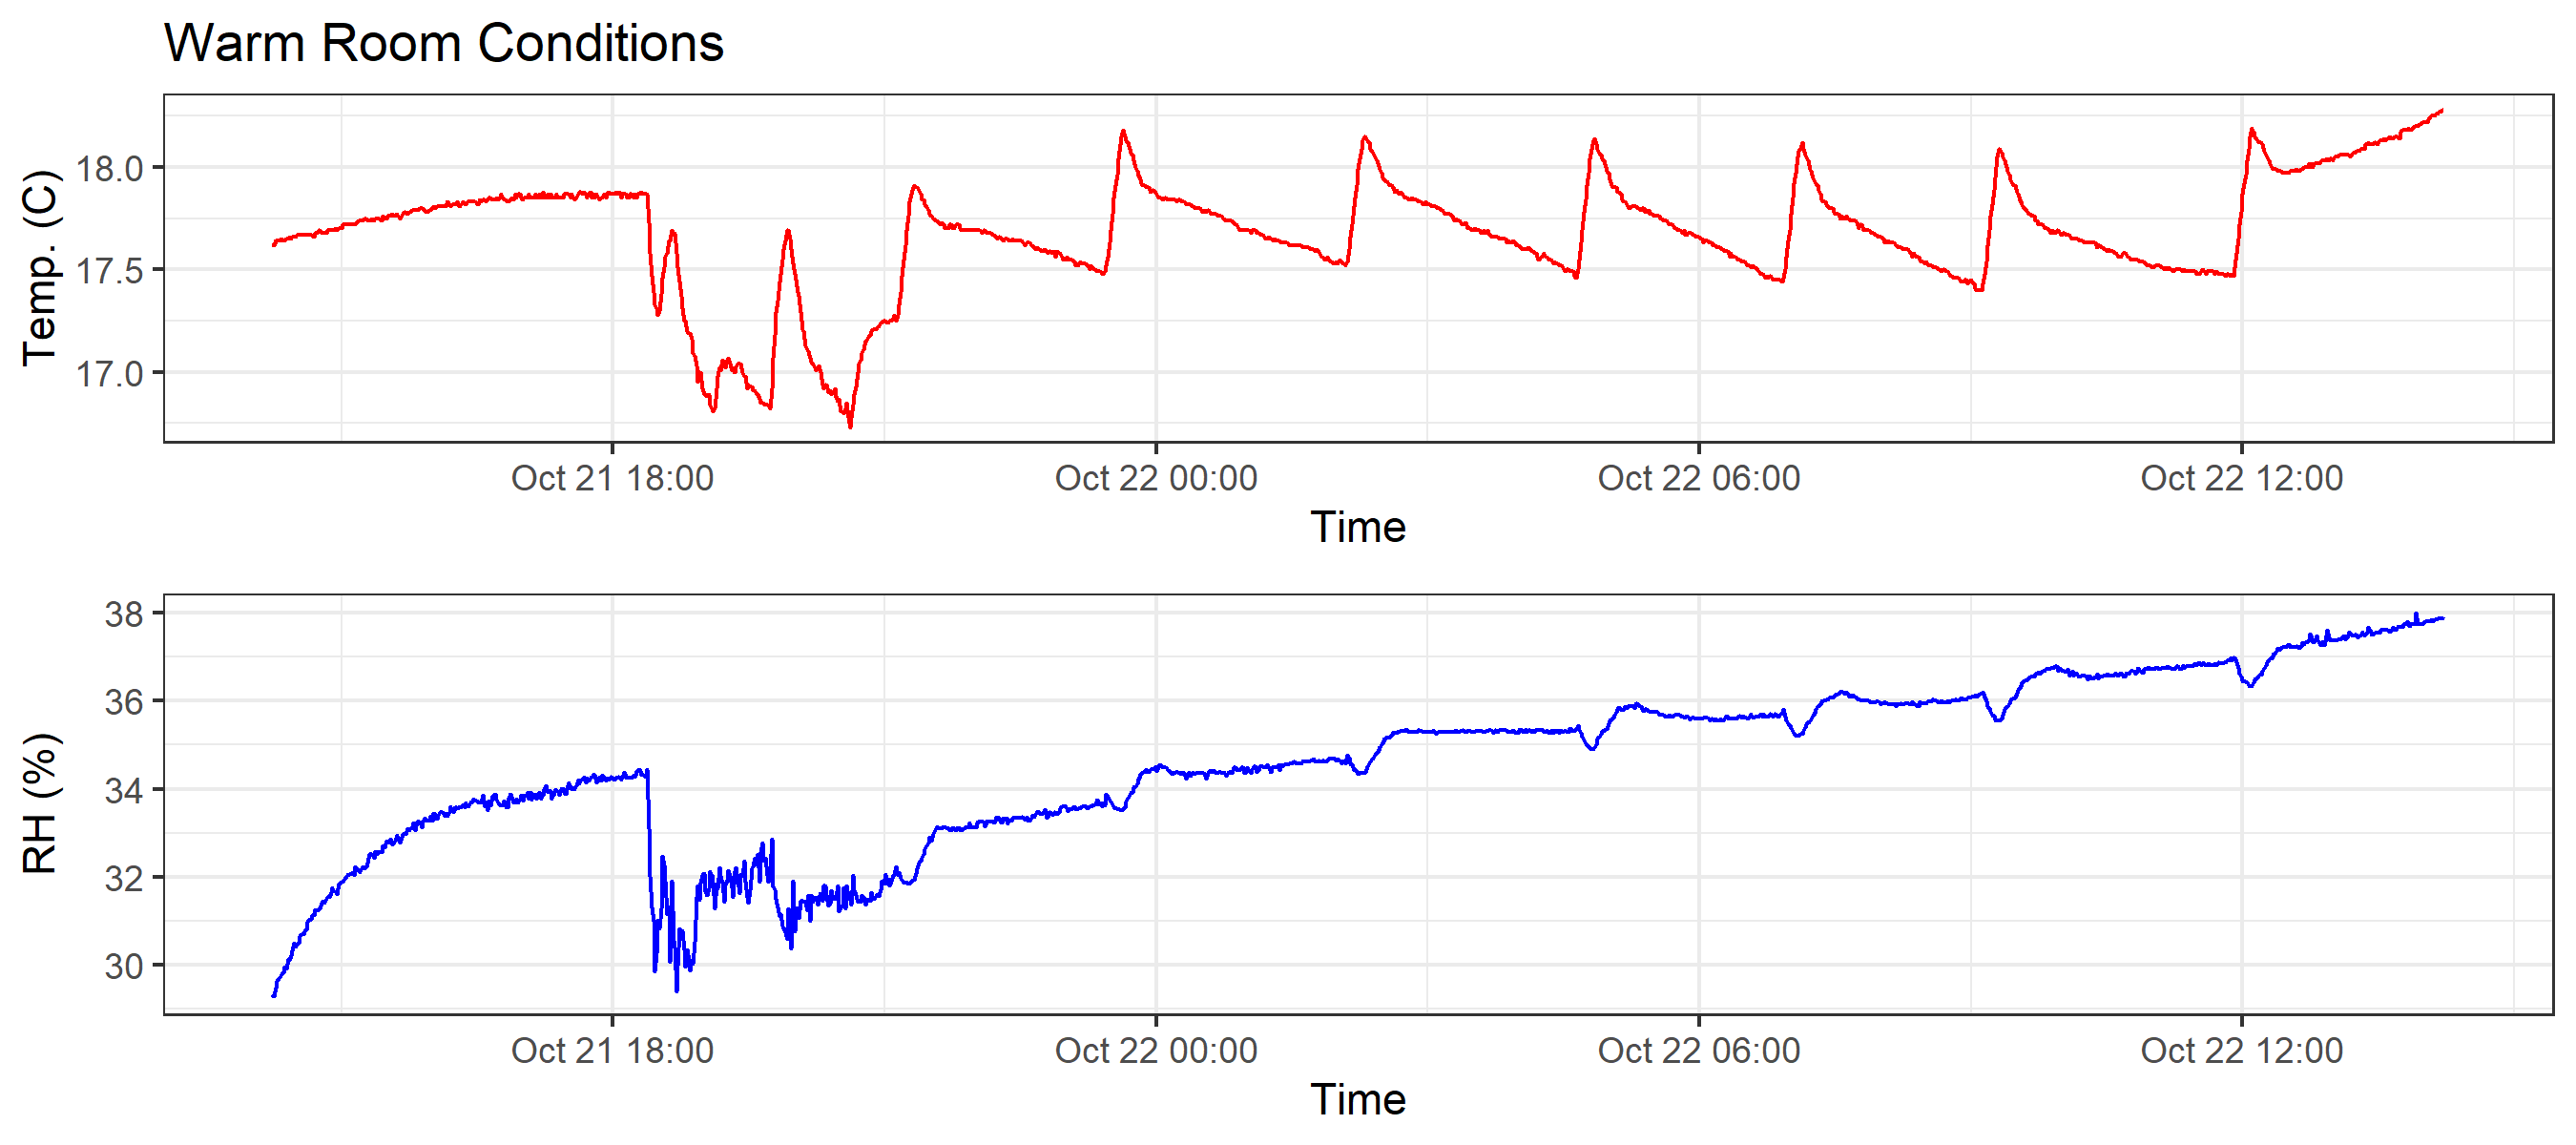 Warm Room Conditions
Temp. (C)
18.0
17.5
17.0
Oct 21 18:00 Oct 22 00:00 Oct 22 06:00 Oct 22 12:00
Time
RH (%)
38
36
34
32
30
Oct 21 18:00 Oct 22 00:00 Oct 22 06:00 Oct 22 12:00
Time